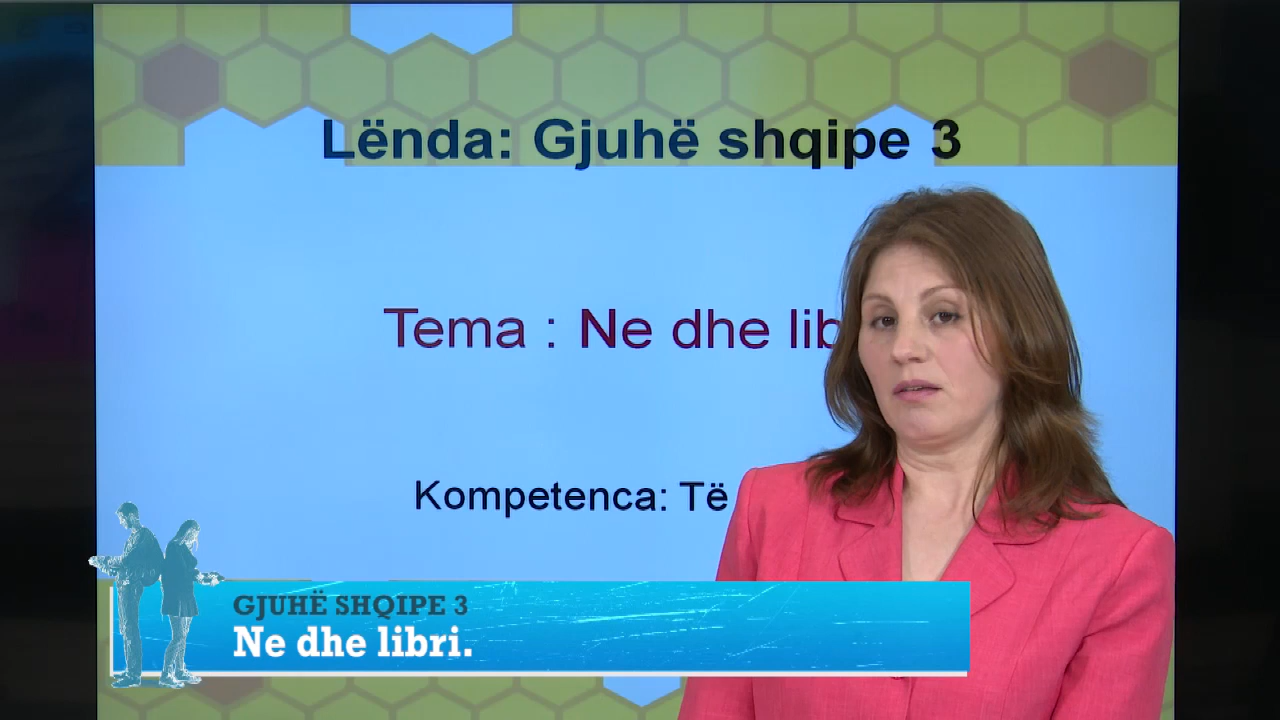 Lënda: Gjuhë shqipe 3
Tema : Ne dhe lib
Kompetenca: Të
GJUHË SHQIPE 3
Ne dhe libri.